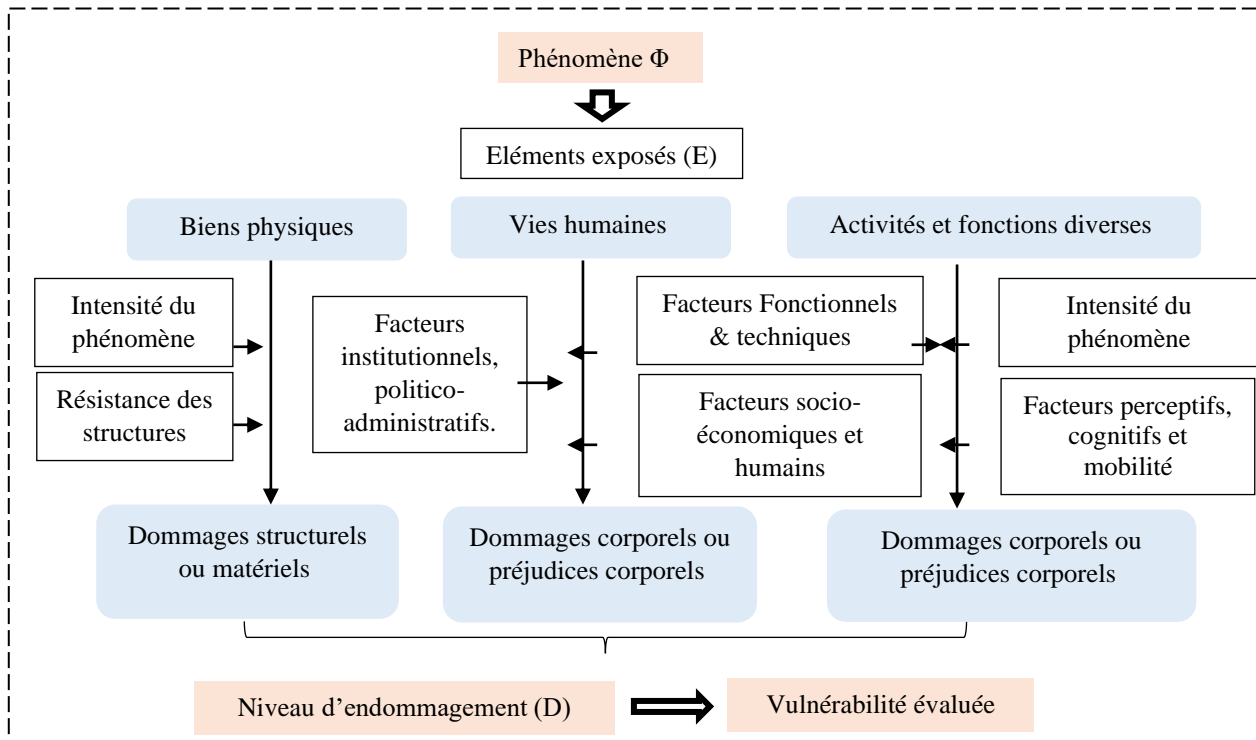 Phénomène Φ
Eléments exposés (E)
Biens physiques
Vies humaines
Activités et fonctions diverses
Intensité du
phénomène
Résistance des
structures
Facteurs
institutionnels,
politico-
administratifs.
Facteurs Fonctionnels
& techniques
Facteurs socio-
économiques et
humains
Intensité du
phénomène
Facteurs perceptifs,
cognitifs et
mobilité
Dommages structurels
ou matériels
Dommages corporels ou
préjudices corporels
Dommages corporels ou
préjudices corporels
Niveau d’endommagement (D)
Vulnérabilité évaluée